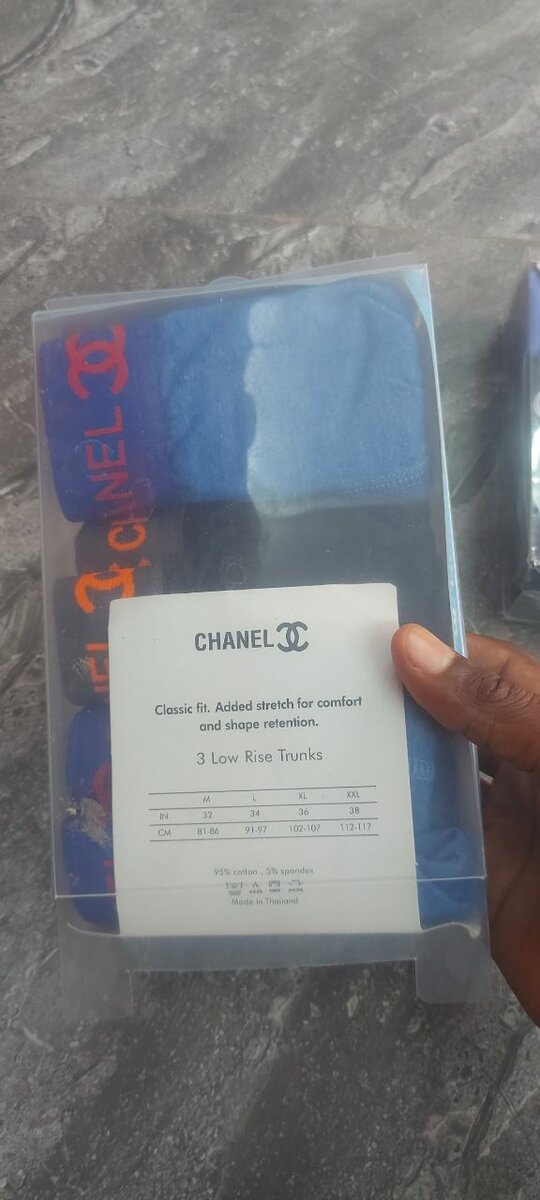 CHANEL
CHANEL
CHANEL
Classic fit. Added stretch for comfort
and shape retention.
3 Low Rise Trunks
M L XL XXL
IN 32 34 36 38
CM 81-86 91-97 102-107 112-117
95% cotton , 5% spandex
Made in Thailand